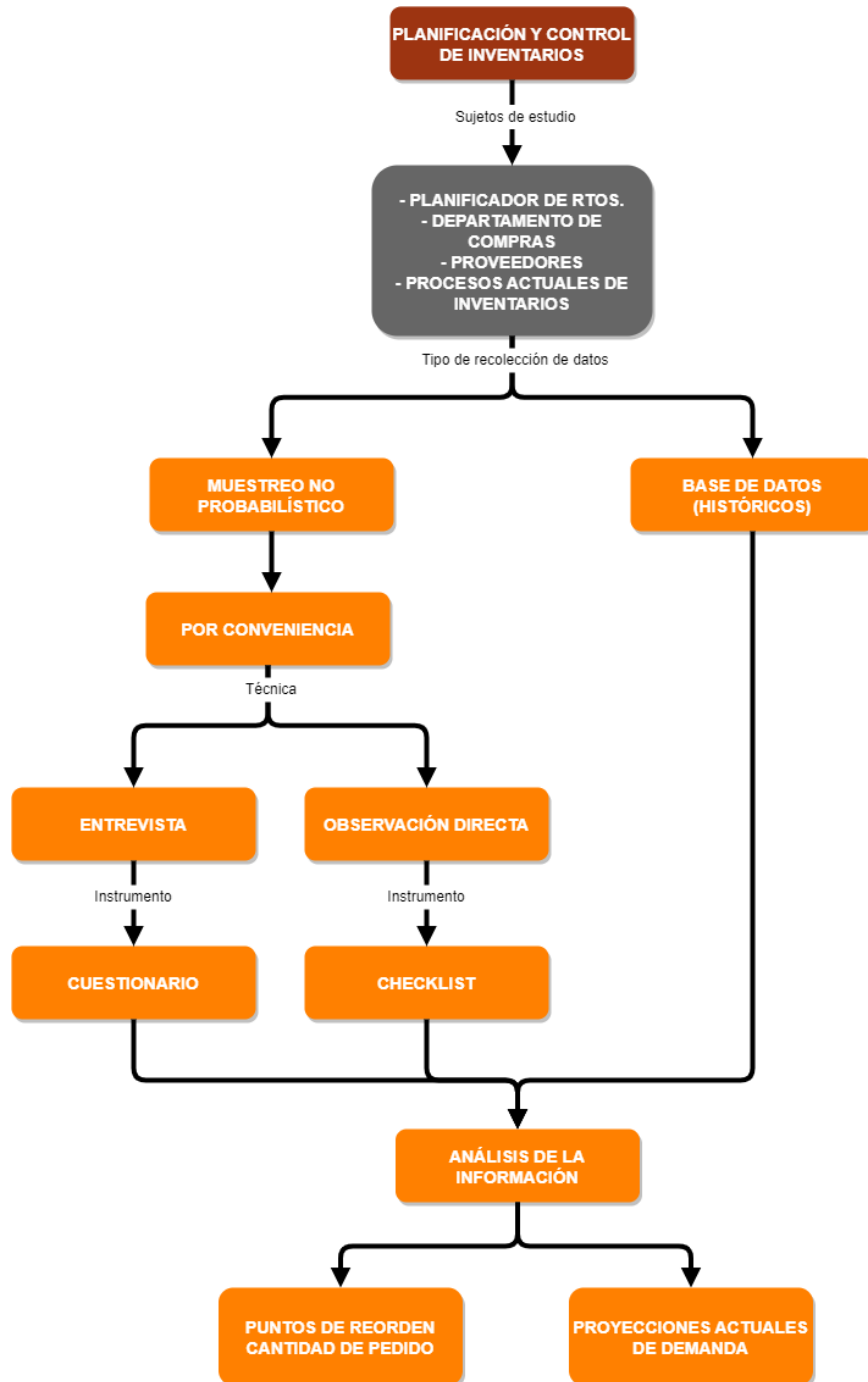 PLANIFICACIÓN Y CONTROL
DE INVENTARIOS
Sujetos de estudio
- PLANIFICADOR DE RTOS.
- DEPARTAMENTO DE
COMPRAS
- PROVEEDORES
- PROCESOS ACTUALES DE
INVENTARIOS
Tipo de recolección de datos
MUESTREO NO
PROBABILÍSTICO
BASE DE DATOS
(HISTÓRICOS)
POR CONVENIENCIA
Técnica
ENTREVISTA
OBSERVACIÓN DIRECTA
Instrumento
Instrumento
CUESTIONARIO
CHECKLIST
ANÁLISIS DE LA
INFORMACIÓN
PUNTOS DE REORDEN
CANTIDAD DE PEDIDO
PROYECCIONES ACTUALES
DE DEMANDA